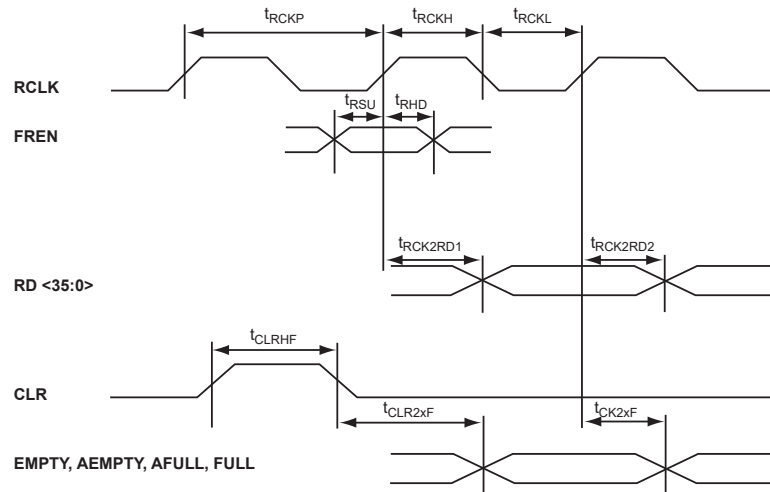 tRCKP tRCKH tRCKL
RCLK
tRSU tRHD
FREN
tRCK2RD1 tRCK2RD2
RD <35:0>
tCLRHF
CLR
tCLR2xF tCK2xF
EMPTY, AEMPTY, AFULL, FULL